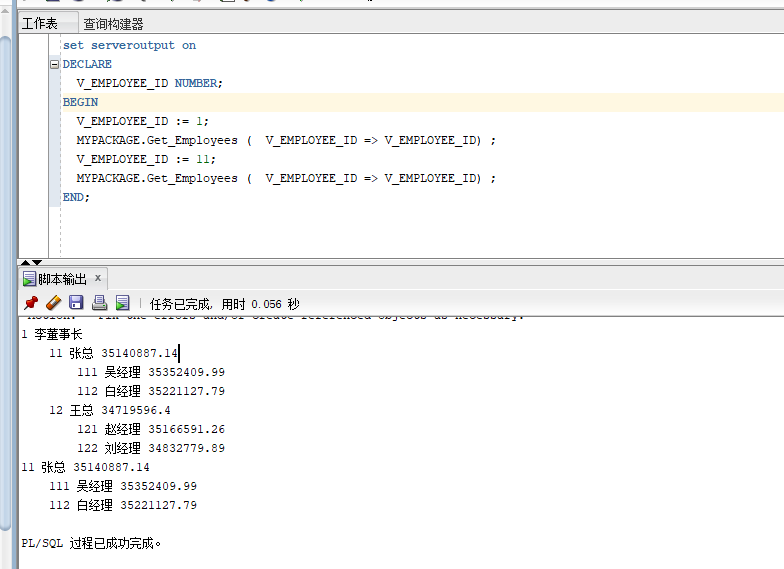 工作表 查询构建器
set serveroutput on
DECLARE
V_EMPLOYEE_ID NUMBER;
BEGIN
V_EMPLOYEE_ID := 1;
MYPACKAGE.Get_Employees (  V_EMPLOYEE_ID => V_EMPLOYEE_ID) ;
V_EMPLOYEE_ID := 11;
MYPACKAGE.Get_Employees (  V_EMPLOYEE_ID => V_EMPLOYEE_ID) ;
END;
脚本输出 x
任务已完成, 用时 0.056 秒
1 李董事长
11 张总 35140887.14
111 吴经理 35352409.99
112 白经理 35221127.79
12 王总 34719596.4
121 赵经理 35166591.26
122 刘经理 34832779.89
11 张总 35140887.14
111 吴经理 35352409.99
112 白经理 35221127.79
PL/SQL 过程已成功完成。